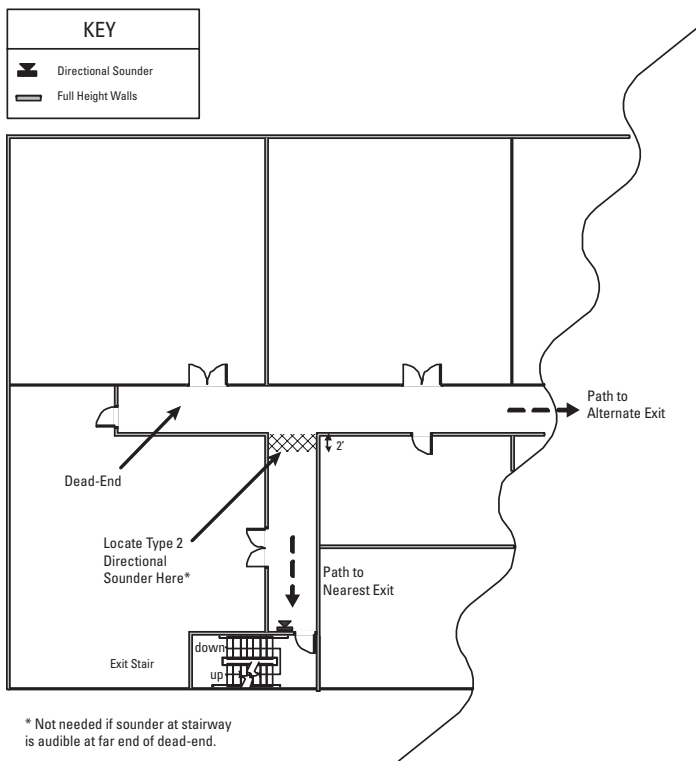 KEY
Directional Sounder
Full Height Walls
Path to
Alternate Exit
2'
Dead-End
Locate Type 2
Directional
Sounder Here*
Path to
Nearest Exit
down
Exit Stair
up
* Not needed if sounder at stairway
is audible at far end of dead-end.